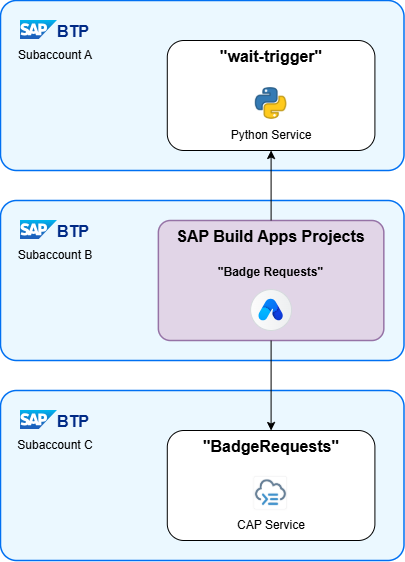 SAP BTP
Subaccount A
"wait-trigger"
Python Service
SAP BTP
Subaccount B
SAP Build Apps Projects
"Badge Requests"
SAP BTP
Subaccount C
"BadgeRequests"
CAP Service